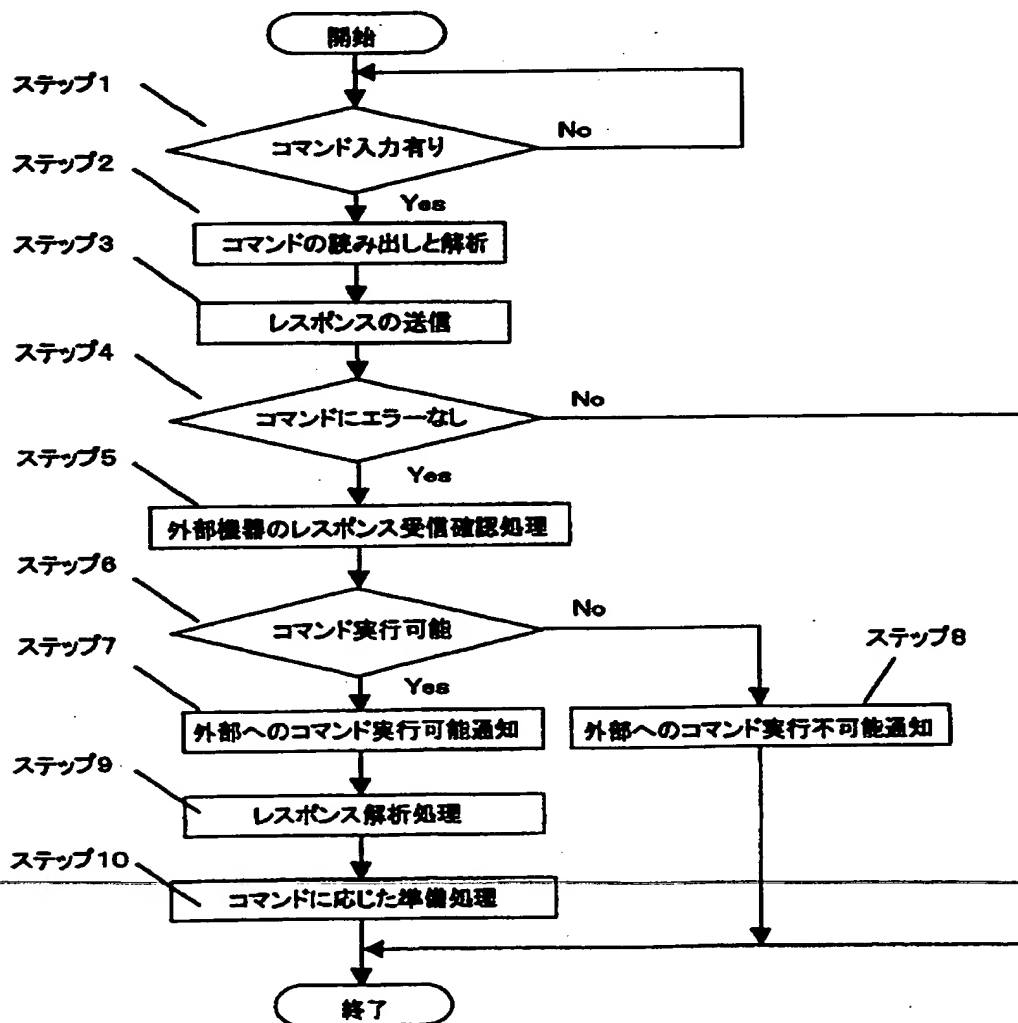 開始
ステップ1
コマンド入力有り
No
ステップ2
Yes
コマンドの読み出しと解析
ステップ3
レスポンスの送信
ステップ4
コマンドにエラーなし
No
ステップ5
Yes
外部機器のレスポンス受信確認処理
ステップ6
コマンド実行可能
No
ステップ7
ステップ8
Yes
外部へのコマンド実行可能通知
外部へのコマンド実行不可能通知
ステップ9
レスポンス解析処理
ステップ10
コマンドに応じた準備処理
終了